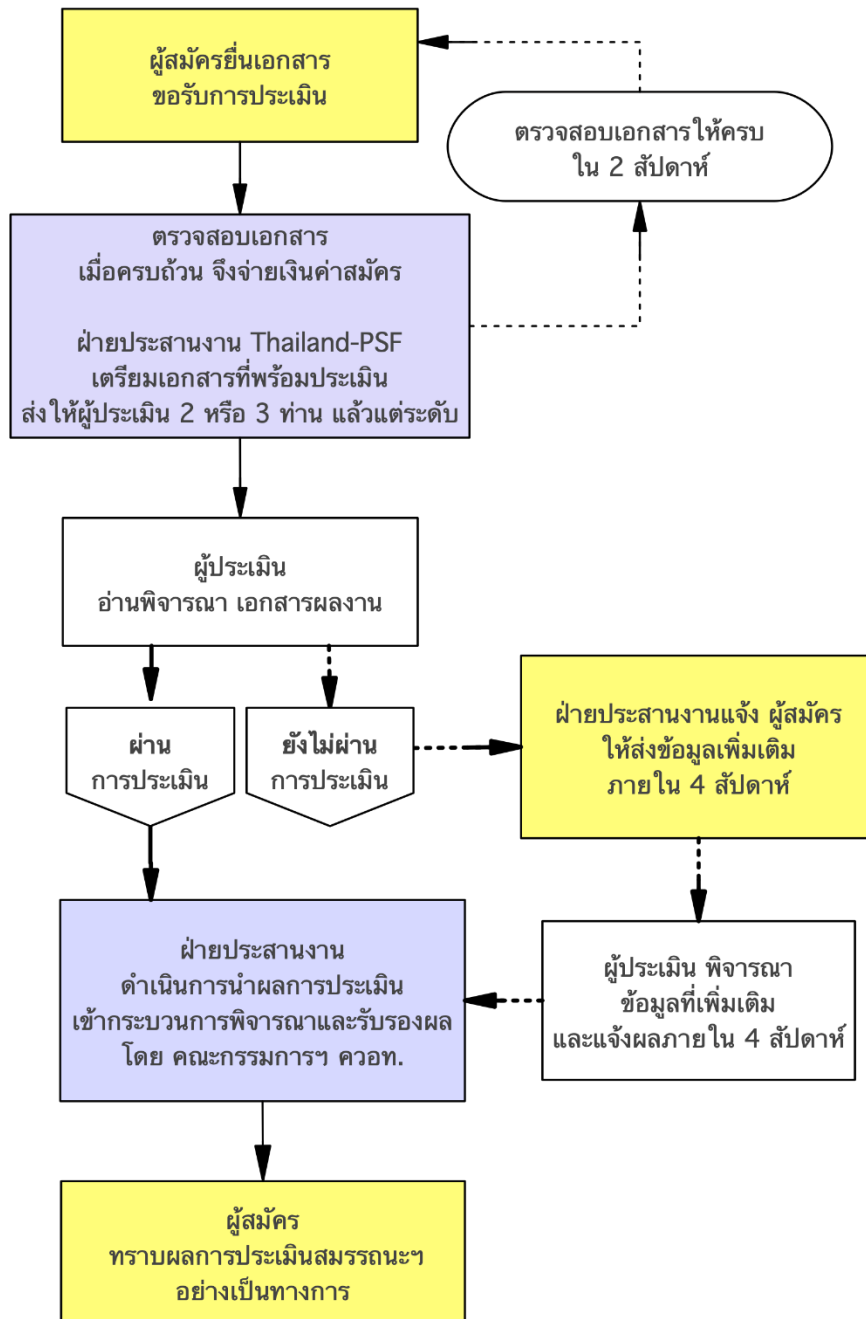 ผู้สมัครยื่นเอกสาร
ขอรับการประเมิน
ตรวจสอบเอกสารให้ครบ
ใน 2 สัปดาห์
ตรวจสอบเอกสาร
เมื่อครบถ้วน จึงจ่ายเงินค่าสมัคร
ฝ่ายประสานงาน Thailand-PSF
เตรียมเอกสารที่พร้อมประเมิน
ส่งให้ผู้ประเมิน 2 หรือ 3 ท่าน แล้วแต่ระดับ
ผู้ประเมิน
อ่านพิจารณา เอกสารผลงาน
ผ่าน
การประเมิน
ยังไม่ผ่าน
การประเมิน
ฝ่ายประสานงานแจ้ง ผู้สมัคร
ให้ส่งข้อมูลเพิ่มเติม
ภายใน 4 สัปดาห์
ผู้ประเมิน พิจารณา
ข้อมูลที่เพิ่มเติม
และแจ้งผลภายใน 4 สัปดาห์
ฝ่ายประสานงาน
ดำเนินการนำผลการประเมิน
เข้ากระบวนการพิจารณาและรับรองผล
โดย คณะกรรมการฯ ควอท.
ผู้สมัคร
ทราบผลการประเมินสมรรถนะฯ
อย่างเป็นทางการ